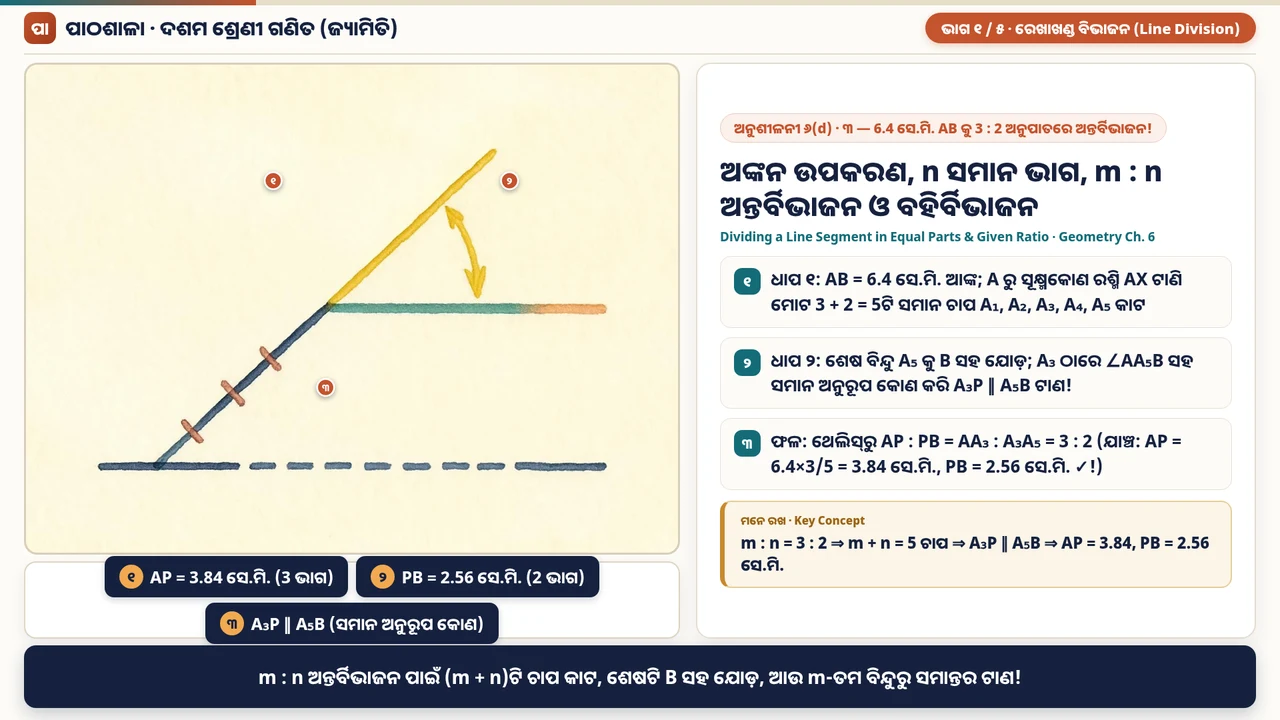 ପା ପାଠଶାଳା · ଦଶମ ଶ୍ରେଣୀ ଗଣିତ (ଜ୍ୟାମିତି)
ଭାଗ ୧ / ୫ · ରେଖାଖଣ୍ଡ ବିଭାଜନ (Line Division)
୧
୨
୩
ଅନୁଶୀଳନୀ ୬(d) · ୩ — 6.4 ସେ.ମି. AB କୁ 3 : 2 ଅନୁପାତରେ ଅନ୍ତର୍ବିଭାଜନ!
ଅଙ୍କନ ଉପକରଣ, n ସମାନ ଭାଗ, m : n
ଅନ୍ତର୍ବିଭାଜନ ଓ ବହିର୍ବିଭାଜନ
Dividing a Line Segment in Equal Parts & Given Ratio · Geometry Ch. 6
୧ ଧାପ ୧: AB = 6.4 ସେ.ମି. ଆଙ୍କ; A ରୁ ସୂକ୍ଷ୍ମକୋଣ ରଶ୍ମି AX ଟାଣି
ମୋଟ 3 + 2 = 5ଟି ସମାନ ଚାପ A₁, A₂, A₃, A₄, A₅ କାଟ
୨ ଧାପ ୨: ଶେଷ ବିନ୍ଦୁ A₅ କୁ B ସହ ଯୋଡ଼; A₃ ଠାରେ ∠AA₅B ସହ
ସମାନ ଅନୁରୂପ କୋଣ କରି A₃P ∥ A₅B ଟାଣ!
୩ ଫଳ: ଥେଲିସ୍‌ରୁ AP : PB = AA₃ : A₃A₅ = 3 : 2 (ଯାଞ୍ଚ: AP =
6.4×3/5 = 3.84 ସେ.ମି., PB = 2.56 ସେ.ମି. ✓!)
ମନେ ରଖ · Key Concept
m : n = 3 : 2 ⇒ m + n = 5 ଚାପ ⇒ A₃P ∥ A₅B ⇒ AP = 3.84, PB = 2.56
ସେ.ମି.
୧ AP = 3.84 ସେ.ମି. (3 ଭାଗ)
୨ PB = 2.56 ସେ.ମି. (2 ଭାଗ)
୩ A₃P ∥ A₅B (ସମାନ ଅନୁରୂପ କୋଣ)
m : n ଅନ୍ତର୍ବିଭାଜନ ପାଇଁ (m + n)ଟି ଚାପ କାଟ, ଶେଷଟି B ସହ ଯୋଡ଼, ଆଉ m-ତମ ବିନ୍ଦୁରୁ ସମାନ୍ତର ଟାଣ!